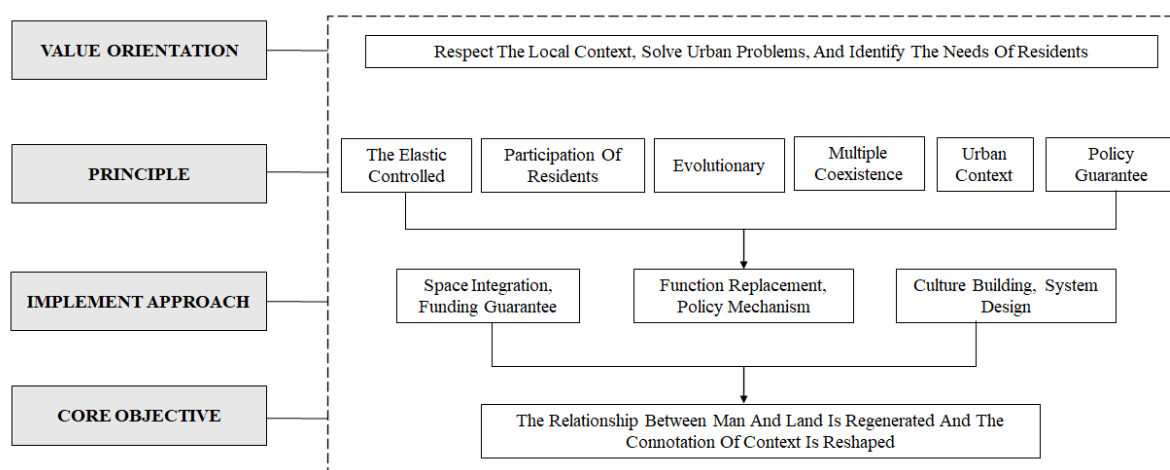 VALUE ORIENTATION
Respect The Local Context, Solve Urban Problems, And Identify The Needs Of Residents
PRINCIPLE
The Elastic
Controlled
Participation Of
Residents
Evolutionary
Multiple
Coexistence
Urban
Context
Policy
Guarantee
IMPLEMENT APPROACH
Space Integration,
Funding Guarantee
Function Replacement,
Policy Mechanism
Culture Building, System
Design
CORE OBJECTIVE
The Relationship Between Man And Land Is Regenerated And The
Connotation Of Context Is Reshaped